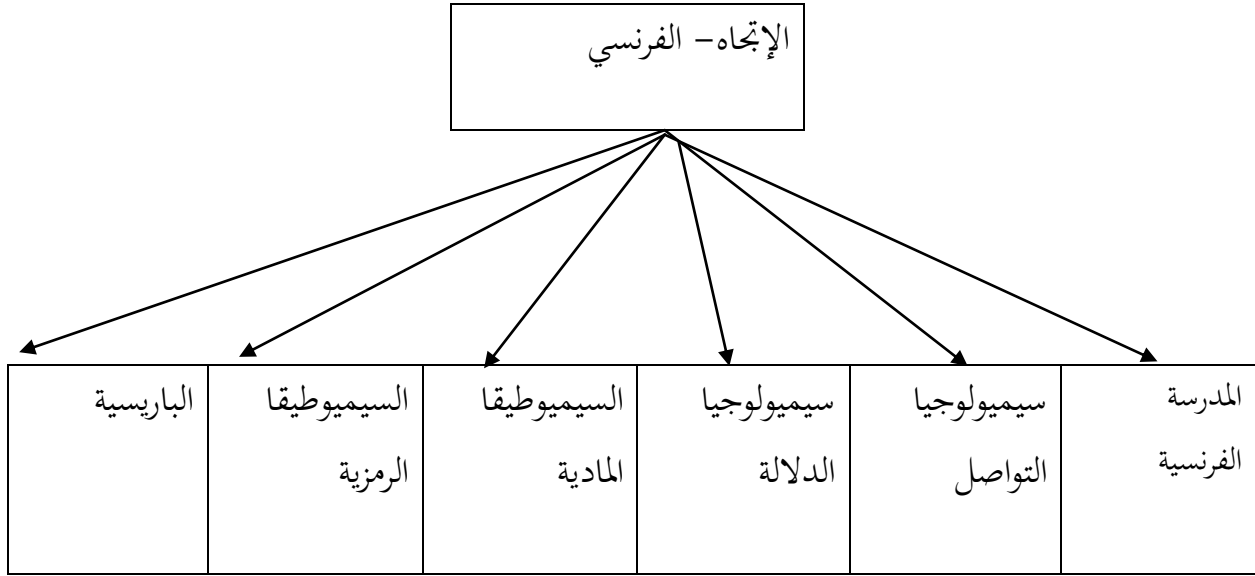 الإتجاه– الفرنسي
المدرسة
الفرنسية
سيميولوجيا
التواصل
سيميولوجيا
الدلالة
السيميوطيقا
المادية
السيميوطيقا
الرمزية
الباريسية